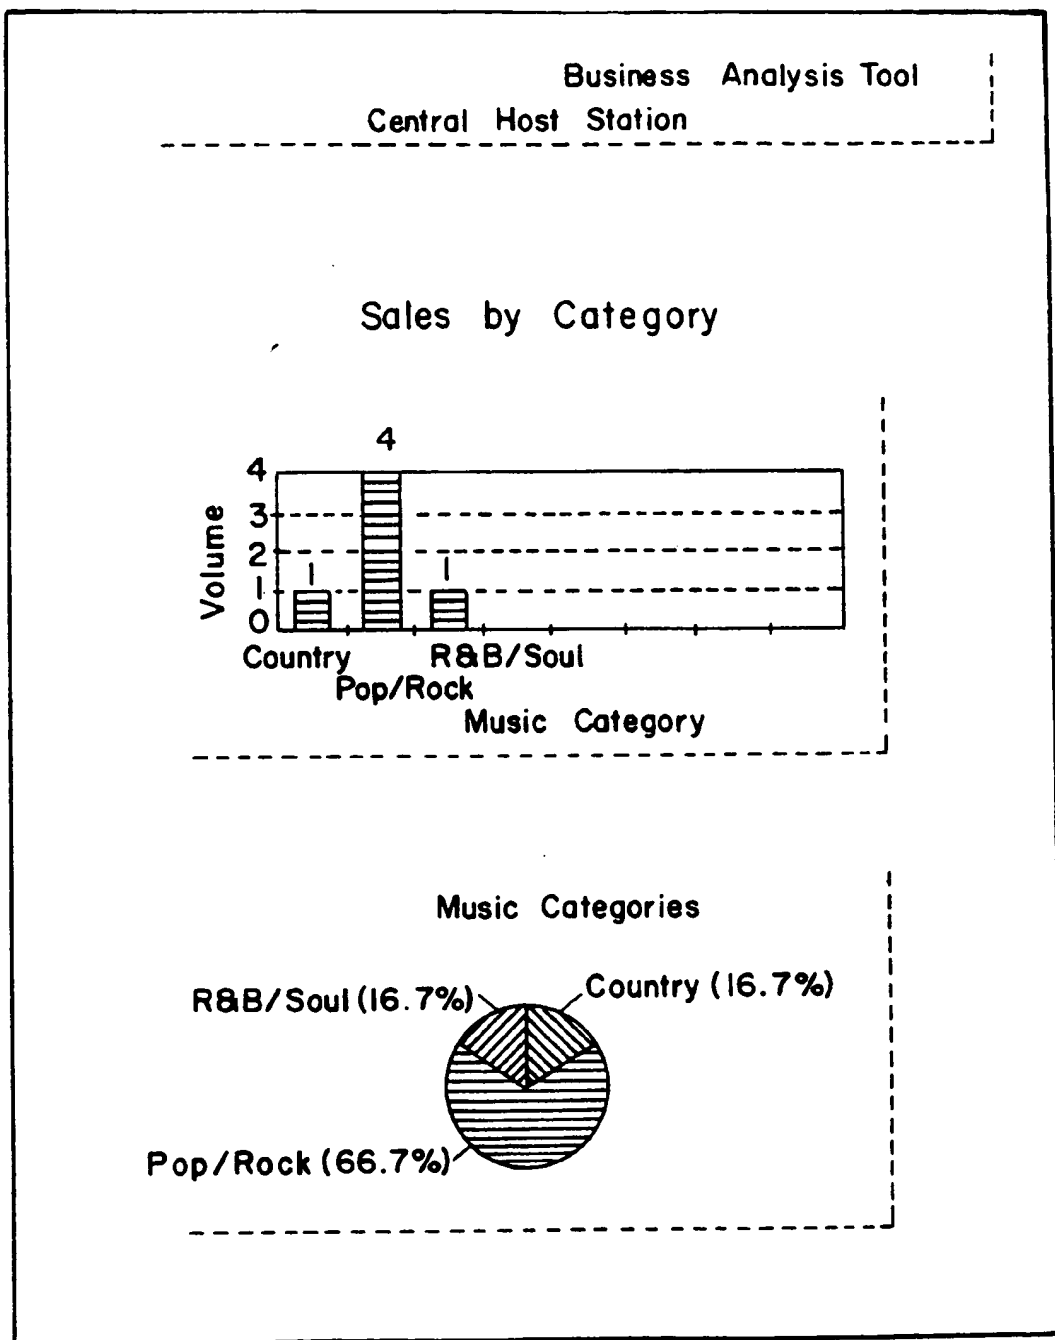 Business Analysis Tool
Central Host Station
Sales by Category
4
4
3
2
1
0
Volume
1
1
Country
R&B/Soul
Pop/Rock
Music Category
Music Categories
R&B/Soul (16.7%)
Country (16.7%)
Pop/Rock (66.7%)